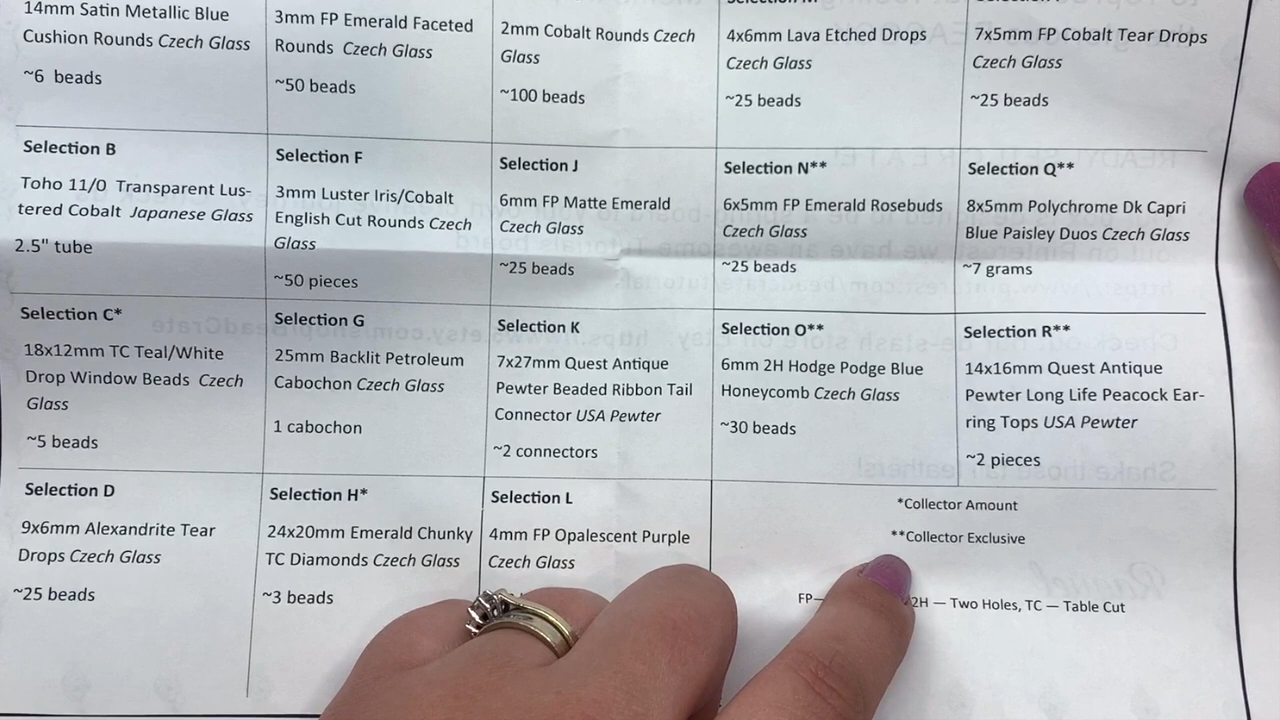 14mm Satin Metallic Blue
Cushion Rounds Czech Glass
~6 beads
Selection B
Toho 11/0 Transparent Lus-
tered Cobalt Japanese Glass
2.5" tube
Selection C*
18x12mm TC Teal/White
Drop Window Beads Czech
Glass
~5 beads
Selection D
9x6mm Alexandrite Tear
Drops Czech Glass
~25 beads
3mm FP Emerald Faceted
Rounds Czech Glass
~50 beads
Selection F
3mm Luster Iris/Cobalt
English Cut Rounds Czech
Glass
~50 pieces
Selection G
25mm Backlit Petroleum
Cabochon Czech Glass
1 cabochon
Selection H*
24x20mm Emerald Chunky
TC Diamonds Czech Glass
~3 beads
2mm Cobalt Rounds Czech
Glass
~100 beads
Selection J
6mm FP Matte Emerald
Czech Glass
~25 beads
Selection K
7x27mm Quest Antique
Pewter Beaded Ribbon Tail
Connector USA Pewter
~2 connectors
Selection L
4mm FP Opalescent Purple
Czech Glass
4x6mm Lava Etched Drops
Czech Glass
~25 beads
Selection N**
6x5mm FP Emerald Rosebuds
Czech Glass
~25 beads
Selection O**
6mm 2H Hodge Podge Blue
Honeycomb Czech Glass
~30 beads
7x5mm FP Cobalt Tear Drops
Czech Glass
~25 beads
Selection Q**
8x5mm Polychrome Dk Capri
Blue Paisley Duos Czech Glass
~7 grams
Selection R**
14x16mm Quest Antique
Pewter Long Life Peacock Ear-
ring Tops USA Pewter
~2 pieces
*Collector Amount
**Collector Exclusive
FP— 2H — Two Holes, TC — Table Cut